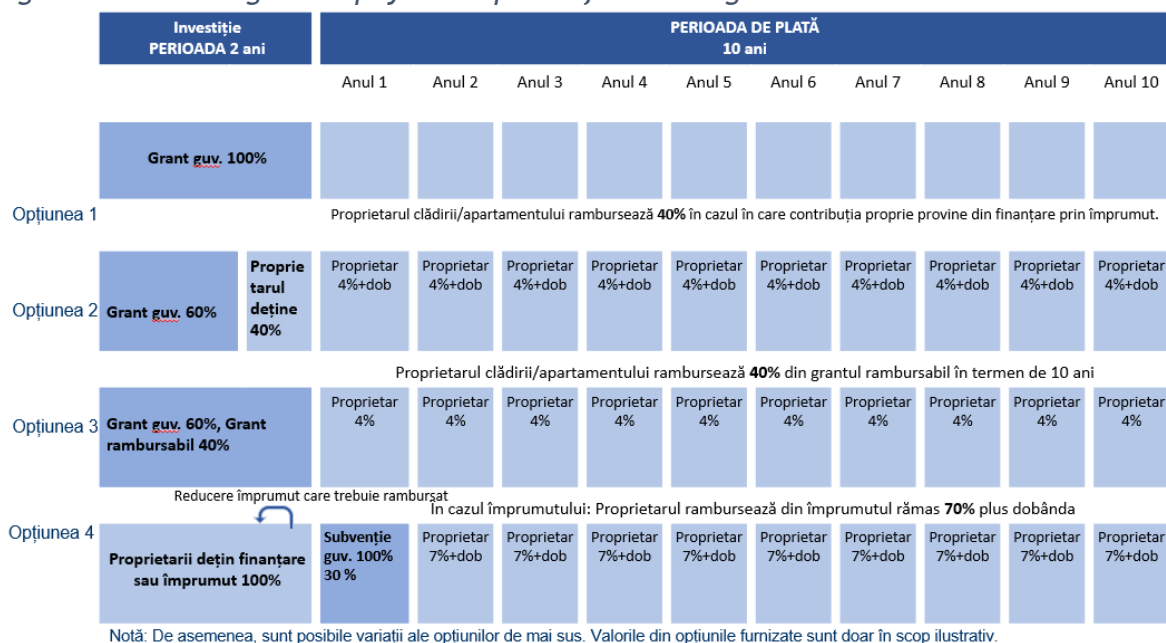 Investiție
PERIOADA 2 ani
PERIOADA DE PLATĂ
10 ani
Anul 1 Anul 2 Anul 3 Anul 4 Anul 5 Anul 6 Anul 7 Anul 8 Anul 9 Anul 10
Grant guv. 100%
Opțiunea 1
Proprietarul clădirii/apartamentului rambursează 40% în cazul în care contribuția proprie provine din finanțare prin împrumut.
Opțiunea 2
Grant guv. 60%
Proprie
tarul
deține
40%
Proprietar Proprietar Proprietar Proprietar Proprietar Proprietar Proprietar Proprietar Proprietar Proprietar
4%+dob 4%+dob 4%+dob 4%+dob 4%+dob 4%+dob 4%+dob 4%+dob 4%+dob 4%+dob
Proprietarul clădirii/apartamentului rambursează 40% din grantul rambursabil în termen de 10 ani
Opțiunea 3
Grant guv. 60%, Grant
rambursabil 40%
Proprietar Proprietar Proprietar Proprietar Proprietar Proprietar Proprietar Proprietar Proprietar Proprietar
4% 4% 4% 4% 4% 4% 4% 4% 4% 4%
Reducere împrumut care trebuie rambursat
In cazul împrumutului: Proprietarul rambursează din împrumutul rămas 70% plus dobânda
Opțiunea 4
Proprietarii dețin finanțare
sau împrumut 100%
Subvenție
guv. 100%
30 %
Proprietar Proprietar Proprietar Proprietar Proprietar Proprietar Proprietar Proprietar Proprietar
7%+dob 7%+dob 7%+dob 7%+dob 7%+dob 7%+dob 7%+dob 7%+dob 7%+dob
Notă: De asemenea, sunt posibile variații ale opțiunilor de mai sus. Valorile din opțiunile furnizate sunt doar în scop ilustrativ.